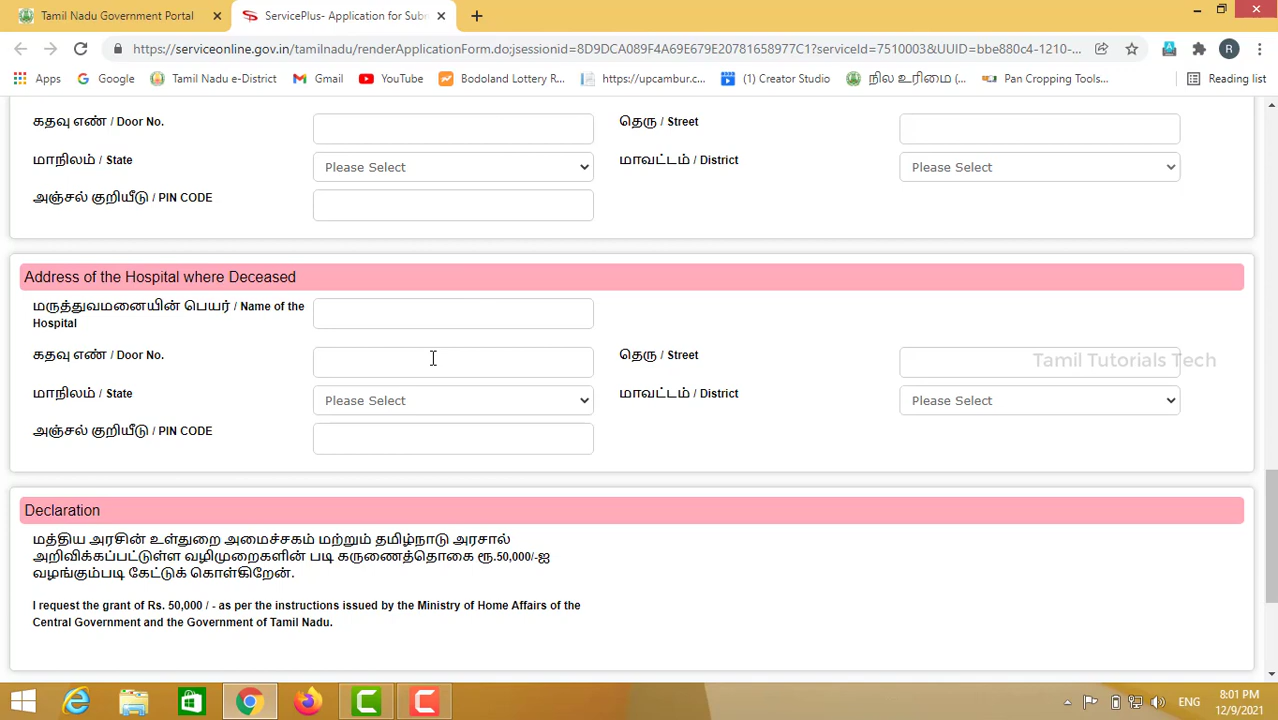 Tamil Nadu Government Portal
ServicePlus- Application for Subm
https://serviceonline.gov.in/tamilnadu/renderApplicationForm.do;jsessionid=8D9DCA089F4A69E679E20781658977C1?serviceId=7510003&UUID=bbe880c4-1210-...
R
Apps
Google
Tamil Nadu e-District
Gmail
YouTube
Bodoland Lottery R...
https://upcambur.c...
(1) Creator Studio
நில உரிமை (...
Pan Cropping Tools...
Reading list
கதவு எண் / Door No.
தெரு / Street
மாநிலம் / State
Please Select
மாவட்டம் / District
Please Select
அஞ்சல் குறியீடு / PIN CODE
Address of the Hospital where Deceased
மருத்துவமனையின் பெயர் / Name of the
Hospital
கதவு எண் / Door No.
தெரு / Street
Tamil Tutorials Tech
மாநிலம் / State
Please Select
மாவட்டம் / District
Please Select
அஞ்சல் குறியீடு / PIN CODE
Declaration
மத்திய அரசின் உள்துறை அமைச்சகம் மற்றும் தமிழ்நாடு அரசால்
அறிவிக்கப்பட்டுள்ள வழிமுறைகளின் படி கருணைத்தொகை ரூ.50,000/-ஐ
வழங்கும்படி கேட்டுக் கொள்கிறேன்.
I request the grant of Rs. 50,000 / - as per the instructions issued by the Ministry of Home Affairs of the
Central Government and the Government of Tamil Nadu.
ENG
8:01 PM
12/9/2021